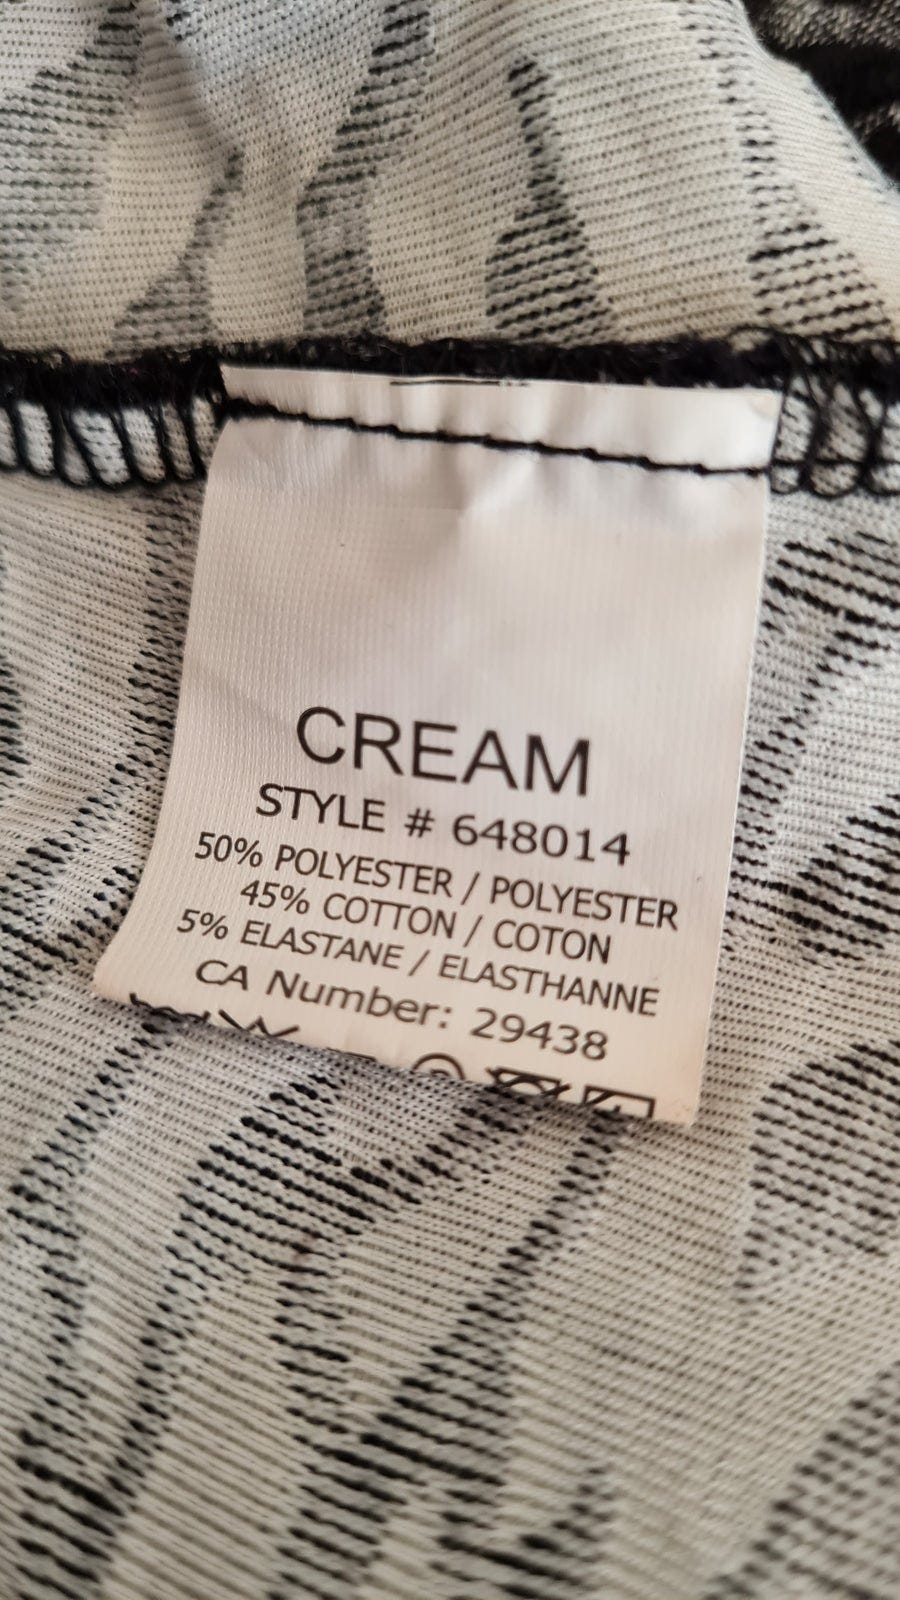 CREAM
STYLE # 648014
50% POLYESTER / POLYESTER
45% COTTON / COTON
5% ELASTANE / ELASTHANNE
CA Number: 29438